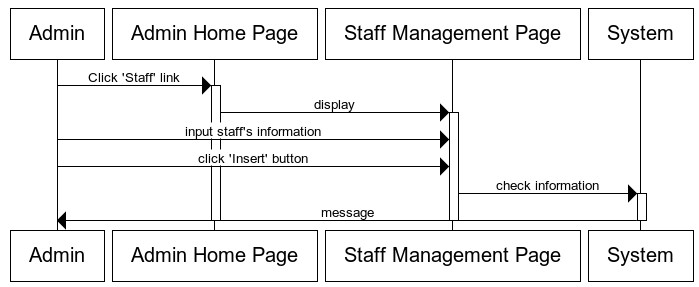 Admin
Admin Home Page
Staff Management Page
System
Click 'Staff' link
display
input staff's information
click 'Insert' button
check information
message
Admin
Admin Home Page
Staff Management Page
System